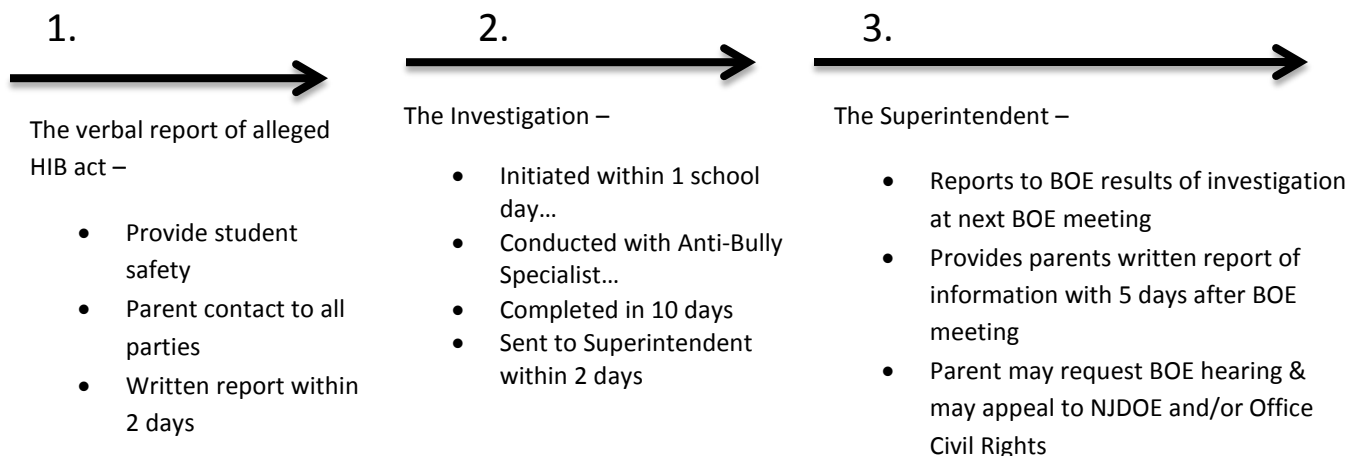 1.
The verbal report of alleged
HIB act –
• Provide student
safety
• Parent contact to all
parties
• Written report within
2 days
2.
The Investigation –
• Initiated within 1 school
day…
• Conducted with Anti-Bully
Specialist…
• Completed in 10 days
• Sent to Superintendent
within 2 days
3.
The Superintendent –
• Reports to BOE results of investigation
at next BOE meeting
• Provides parents written report of
information with 5 days after BOE
meeting
• Parent may request BOE hearing &
may appeal to NJDOE and/or Office
Civil Rights